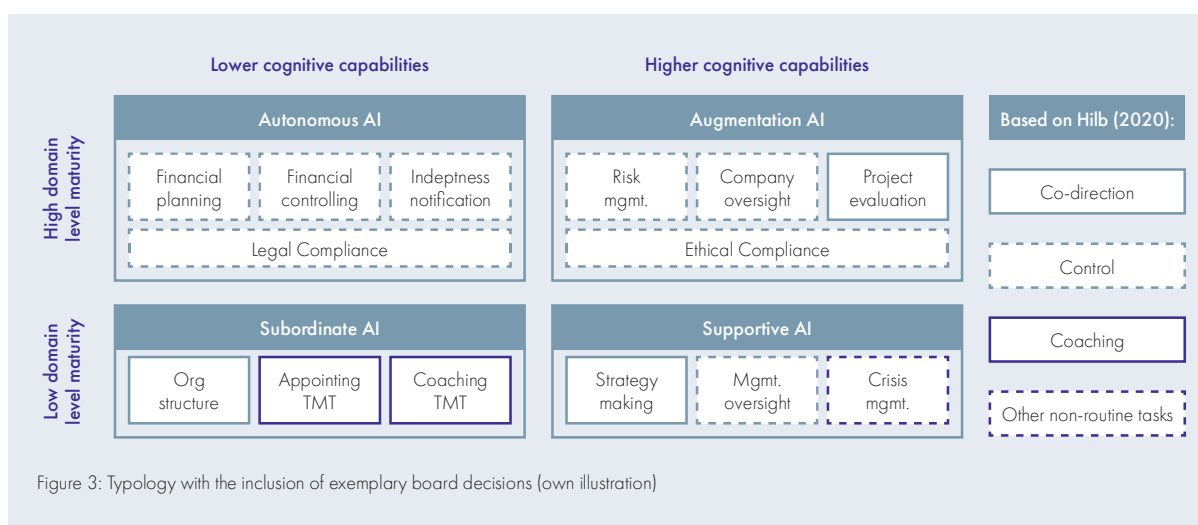 Lower cognitive capabilities
Higher cognitive capabilities
High domain
level maturity
Autonomous AI
Financial
planning
Financial
controlling
Indeptness
notification
Legal Compliance
Augmentation AI
Risk
mgmt.
Company
oversight
Project
evaluation
Ethical Compliance
Low domain
level maturity
Subordinate AI
Org
structure
Appointing
TMT
Coaching
TMT
Supportive AI
Strategy
making
Mgmt.
oversight
Crisis
mgmt.
Based on Hilb (2020):
Co-direction
Control
Coaching
Other non-routine tasks
Figure 3: Typology with the inclusion of exemplary board decisions (own illustration)